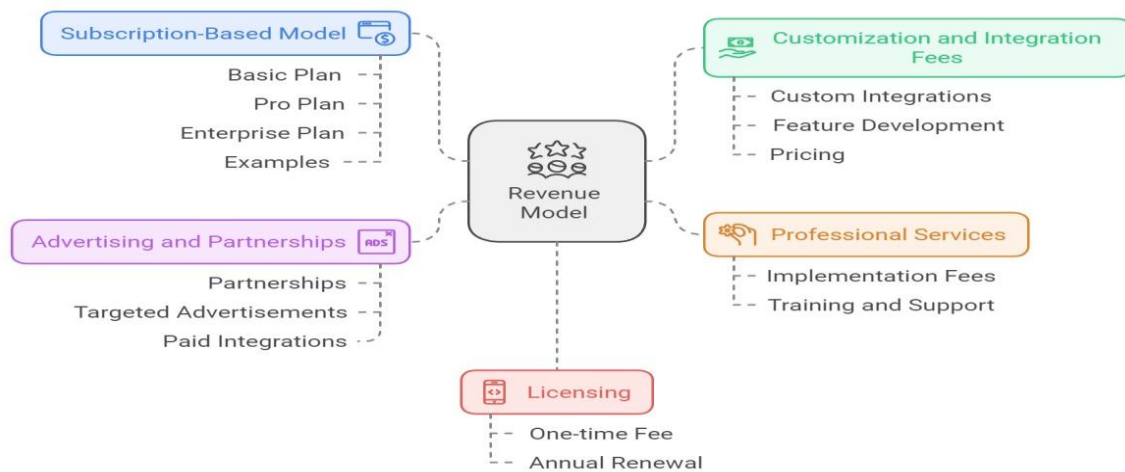 Subscription-Based Model
Basic Plan
Pro Plan
Enterprise Plan
Examples
Advertising and Partnerships
ADS
Partnerships
Targeted Advertisements
Paid Integrations
Revenue
Model
Customization and Integration
Fees
Custom Integrations
Feature Development
Pricing
Professional Services
Implementation Fees
Training and Support
Licensing
One-time Fee
Annual Renewal